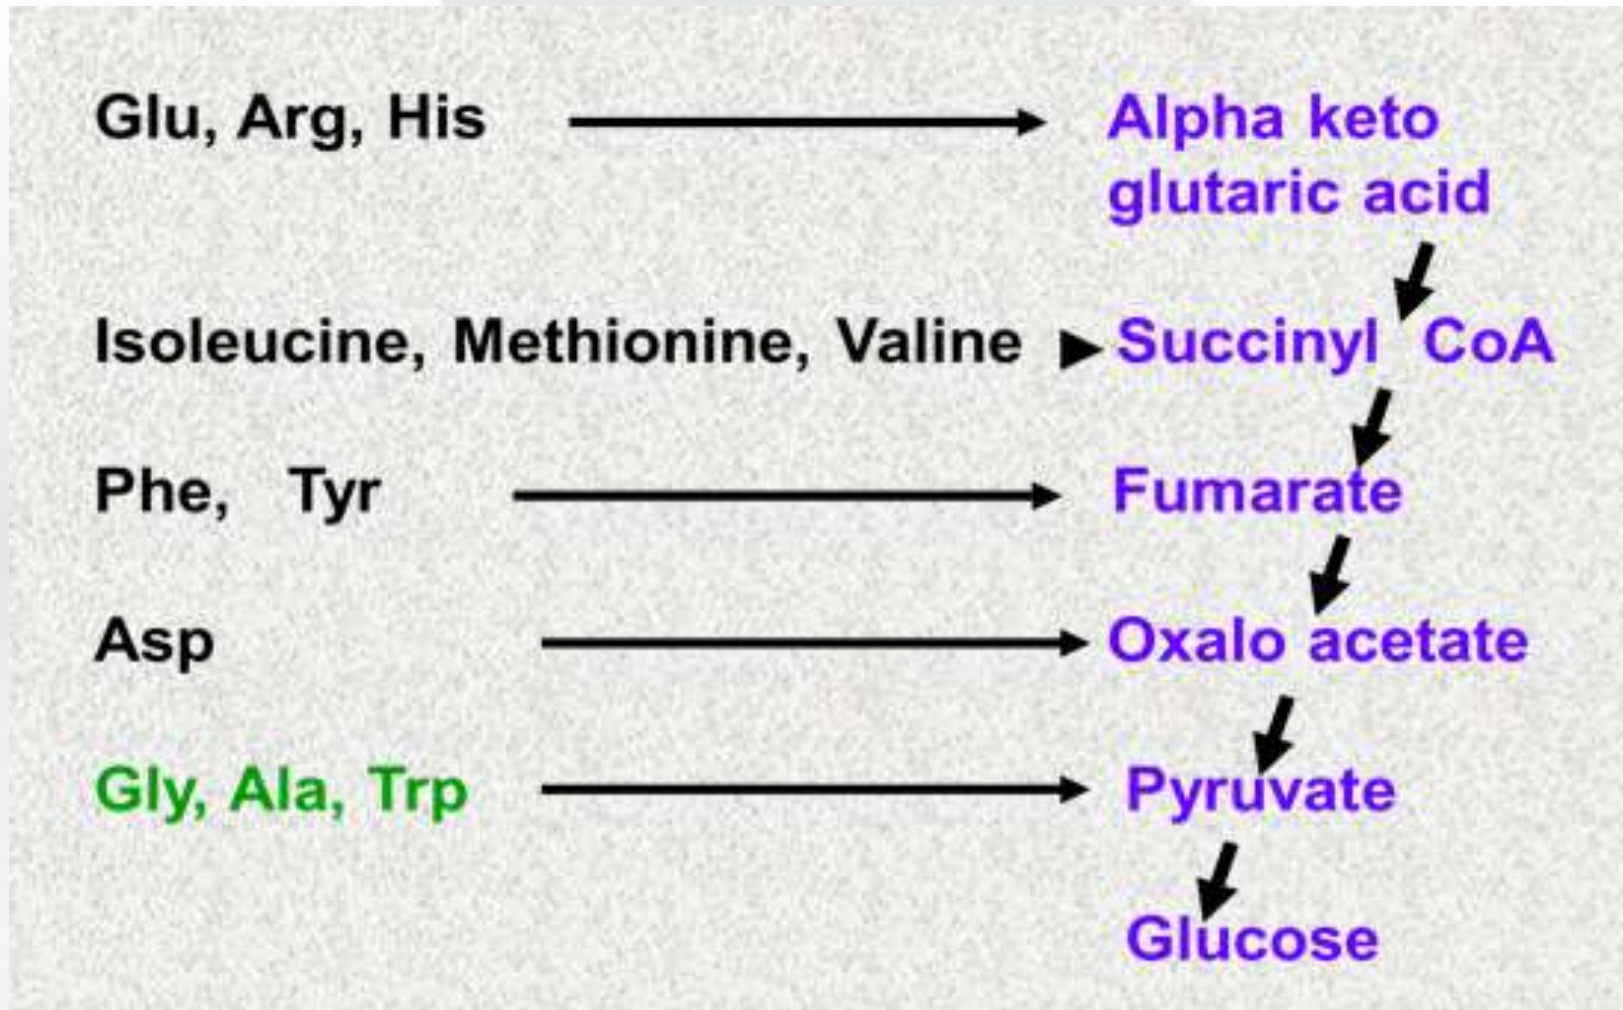 Glu, Arg, His Alpha keto
glutaric acid
Isoleucine, Methionine, Valine Succinyl CoA
Phe, Tyr Fumarate
Asp Oxalo acetate
Gly, Ala, Trp Pyruvate
Glucose